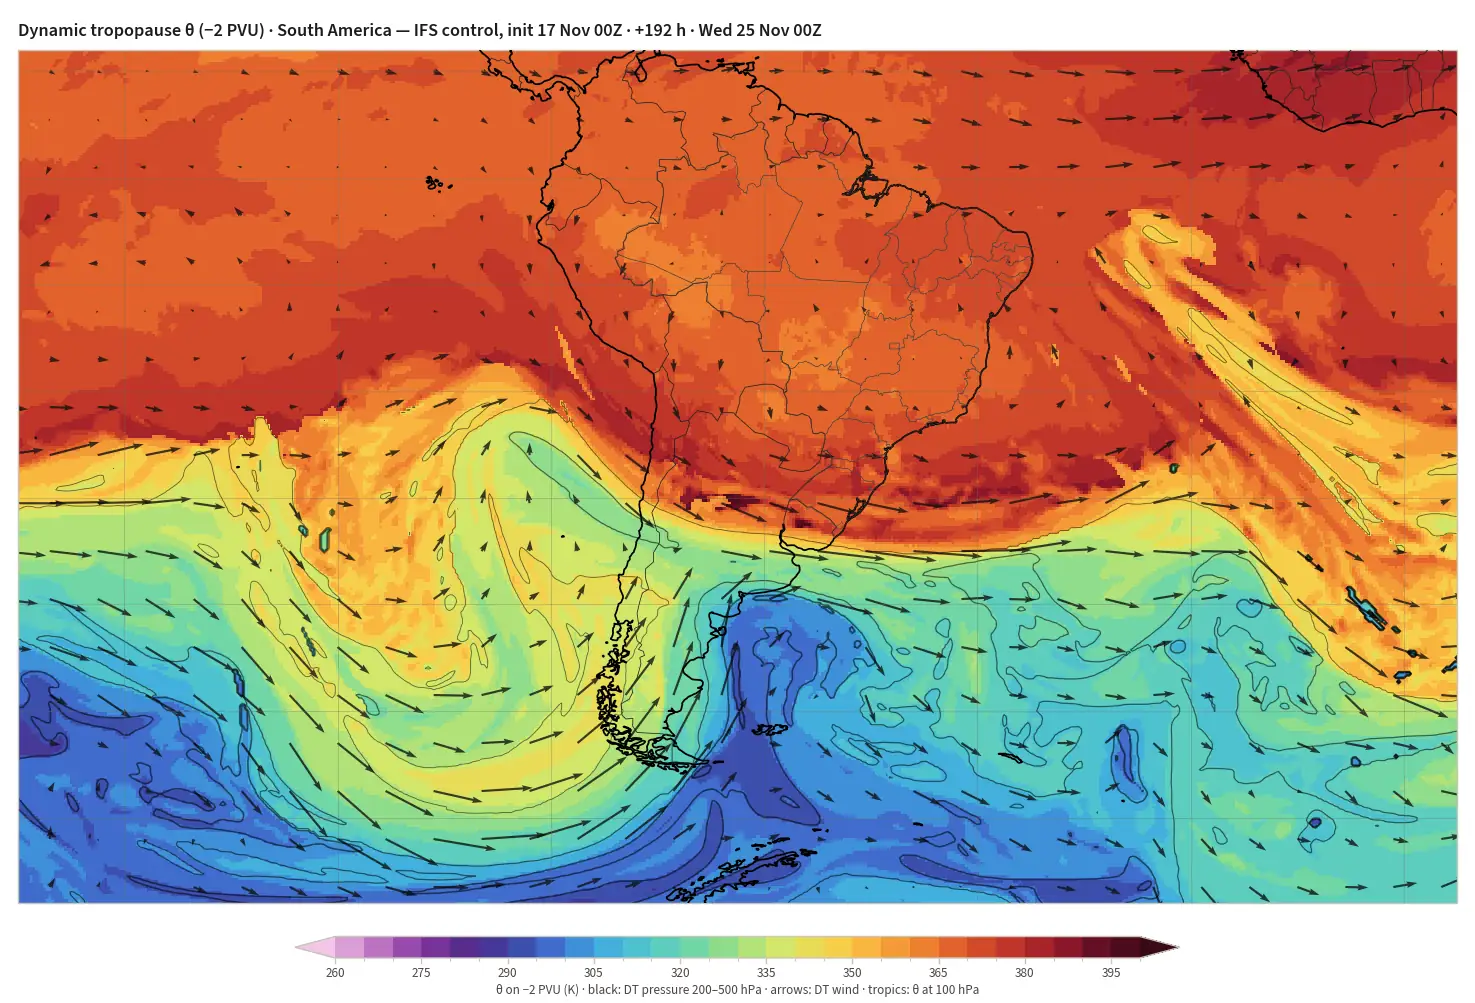 Dynamic tropopause θ (−2 PVU) · South America — IFS control, init 17 Nov 00Z · +192 h · Wed 25 Nov 00Z
260 275 290 305 320 335 350 365 380 395
θ on −2 PVU (K) · black: DT pressure 200–500 hPa · arrows: DT wind · tropics: θ at 100 hPa